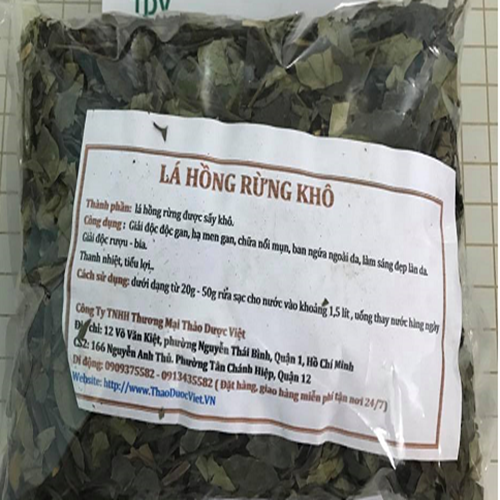 TDV
LÁ HỒNG RỪNG KHÔ
Thành phần: lá hồng rừng được sấy khô.
Công dụng : Giải độc độc gan, hạ men gan, chữa nổi mụn, ban ngứa ngoài da, làm sáng đẹp làn da.
Giải độc rượu - bia.
Thanh nhiệt, tiểu lợi..
Cách sử dụng: dưới dạng từ 20g - 50g rửa sạc cho nước vào khoảng 1,5 lít , uống thay nước hàng ngày
Công Ty TNHH Thương Mại Thảo Dược Việt
Địa chỉ: 12 Võ Văn Kiệt, phường Nguyễn Thái Bình, Quận 1, Hồ Chí Minh
CS2: 166 Nguyễn Anh Thủ. Phường Tân Chánh Hiệp, Quận 12
Di động: 0909375582 - 0913435582 ( Đặt hàng, giao hàng miễn phí tận nơi 24/7)
Website: http://www.ThaoDuocViet.VN